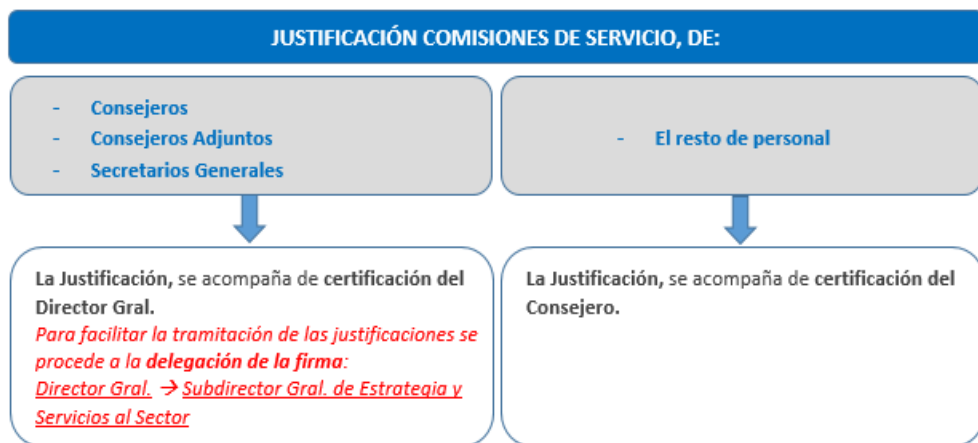 JUSTIFICACIÓN COMISIONES DE SERVICIO, DE:
- Consejeros
- Consejeros Adjuntos
- Secretarios Generales
- El resto de personal
La Justificación, se acompaña de certificación del
Director Gral.
Para facilitar la tramitación de las justificaciones se
procede a la delegación de la firma:
Director Gral. → Subdirector Gral. de Estrategia y
Servicios al Sector
La Justificación, se acompaña de certificación del
Consejero.